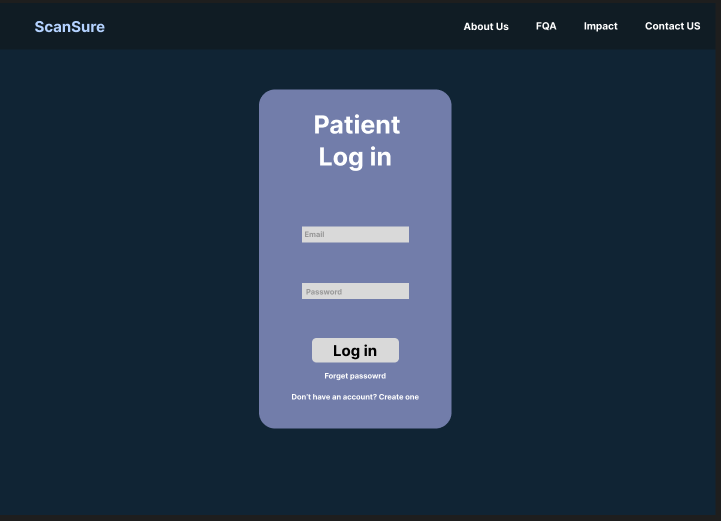 ScanSure
About Us
FQA
Impact
Contact US
Patient
Log in
Email
Password
Log in
Forget passowrd
Don't have an account? Create one